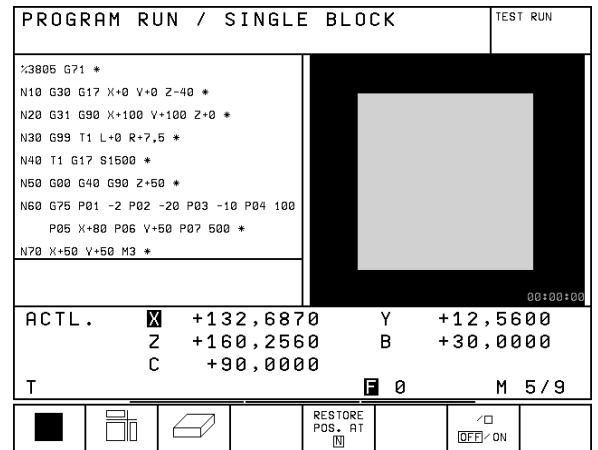 PROGRAM RUN / SINGLE BLOCK
TEST RUN
%3805 G71 *
N10 G30 G17 X+0 Y+0 Z-40 *
N20 G31 G90 X+100 Y+100 Z+0 *
N30 G99 T1 L+0 R+7,5 *
N40 T1 G17 S1500 *
N50 G00 G40 G90 Z+50 *
N60 G75 P01 -2 P02 -20 P03 -10 P04 100
P05 X+80 P06 Y+50 P07 500 *
N70 X+50 Y+50 M3 *
00:00:00
ACTL. X +132,6870 Y +12,5600
Z +160,2560 B +30,0000
C +90,0000
T F 0 M 5/9
RESTORE
POS. AT
N
OFF / ON